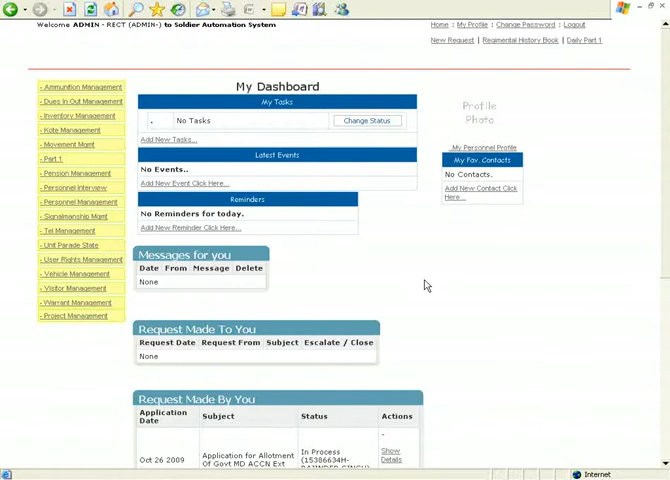 Welcome ADMIN - RECT (ADMIN-) to Soldier Automation System
Home : My Profile : Change Password : Logout
New Request | Regimental History Book | Daily Part 1
- Ammunition Management
- Dues In Out Management
- Inventory Management
- Kote Management
- Movement Mgmt
- Part 1
- Pension Management
- Personnel Interview
- Personnel Management
- Signalmanship Mgmt
- Tel Management
- Unit Parade State
- User Rights Management
- Vehicle Management
- Visitor Management
- Warrant Management
- Project Management
My Dashboard
My Tasks
. No Tasks Change Status
Add New Tasks...
Latest Events
No Events..
Add New Event Click Here...
Reminders
No Reminders for today.
Add New Reminder Click Here...
Profile
Photo
My Personnel Profile
My Fav. Contacts
No Contacts.
Add New Contact Click
Here...
Messages for you
Date From Message Delete
None
Request Made To You
Request Date Request From Subject Escalate / Close
None
Request Made By You
Application
Date Subject Status Actions
-
Oct 26 2009 Application for Allotment
Of Govt MD ACCN Ext
In Process
(15386634H-
RAJINDER SINGH)
Show
Details
Internet